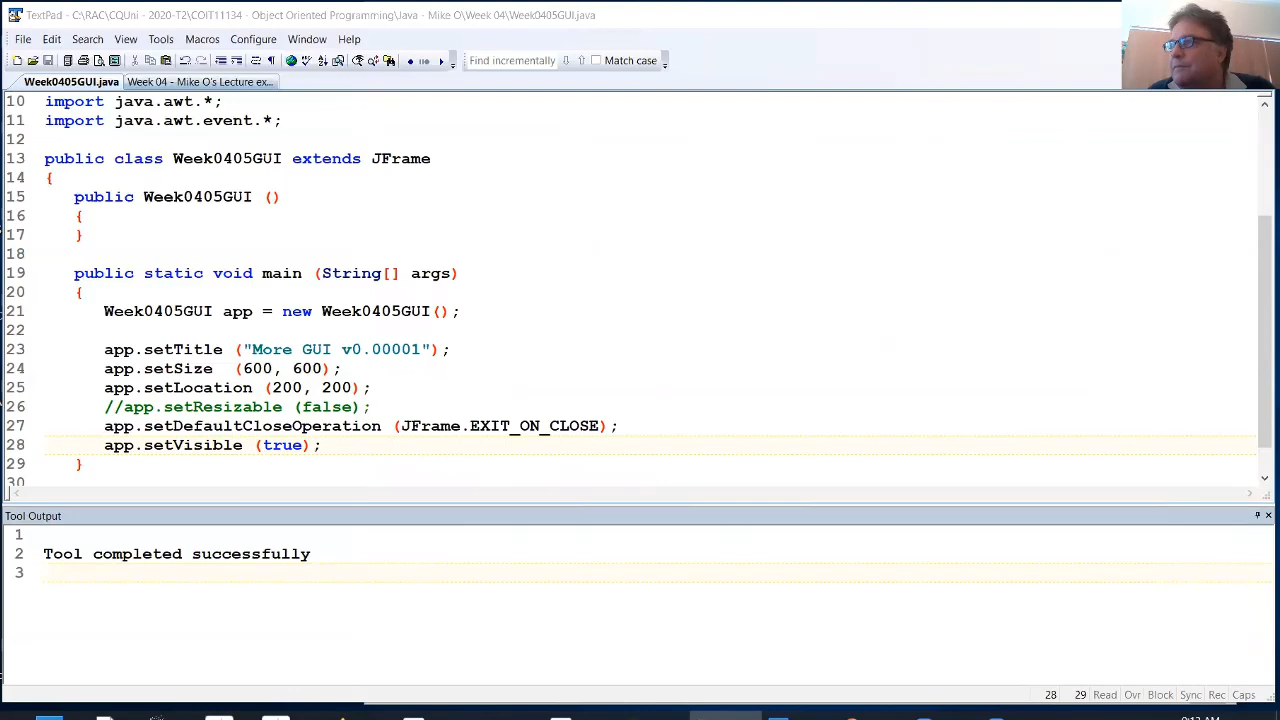 TextPad - C:\RAC\CQUni - 2020-T2\COIT11134 - Object Oriented Programming\Java - Mike O\Week 04\Week0405GUI.java
File Edit Search View Tools Macros Configure Window Help
Find incrementally Match case
Week0405GUI.java Week 04 - Mike O's Lecture ex...
10 import java.awt.*;
11 import java.awt.event.*;
12
13 public class Week0405GUI extends JFrame
14 {
15 public Week0405GUI ()
16 {
17 }
18
19 public static void main (String[] args)
20 {
21 Week0405GUI app = new Week0405GUI();
22
23 app.setTitle ("More GUI v0.00001");
24 app.setSize (600, 600);
25 app.setLocation (200, 200);
26 //app.setResizable (false);
27 app.setDefaultCloseOperation (JFrame.EXIT_ON_CLOSE);
28 app.setVisible (true);
29 }
30
Tool Output
1
2 Tool completed successfully
3
28 29 Read Ovr Block Sync Rec Caps